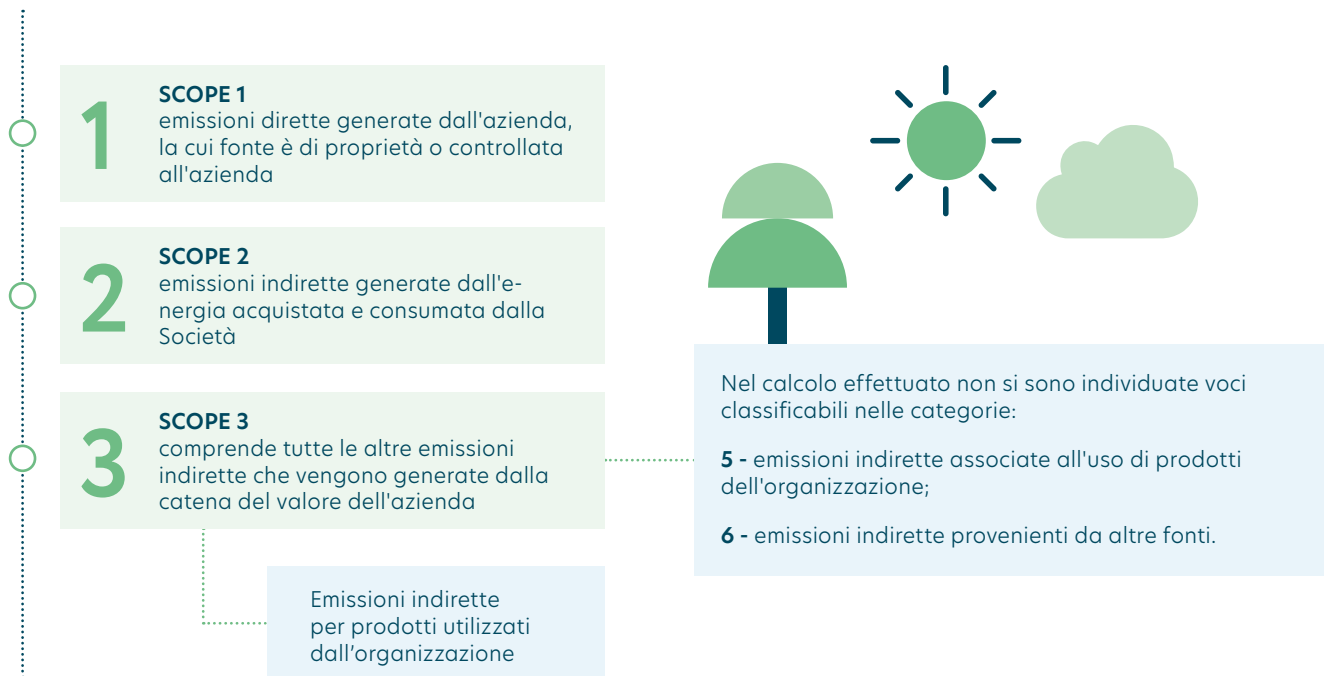 1
SCOPE 1
emissioni dirette generate dall'azienda,
la cui fonte è di proprietà o controllata
all'azienda
2
SCOPE 2
emissioni indirette generate dall'e-
nergia acquistata e consumata dalla
Società
3
SCOPE 3
comprende tutte le altre emissioni
indirette che vengono generate dalla
catena del valore dell'azienda
Emissioni indirette
per prodotti utilizzati
dall’organizzazione
Nel calcolo effettuato non si sono individuate voci
classificabili nelle categorie:
5 - emissioni indirette associate all'uso di prodotti
dell'organizzazione;
6 - emissioni indirette provenienti da altre fonti.